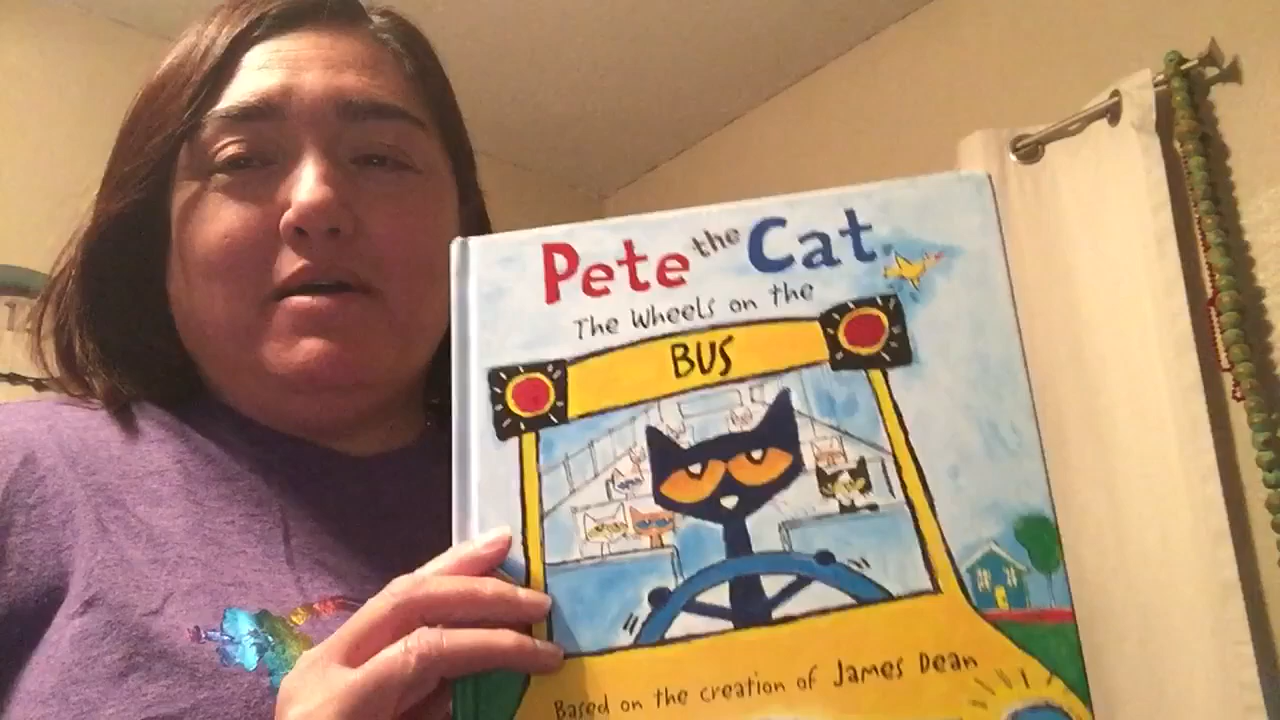 Pete the Cat
The Wheels on the
BUS
Based on the creation of James Dean